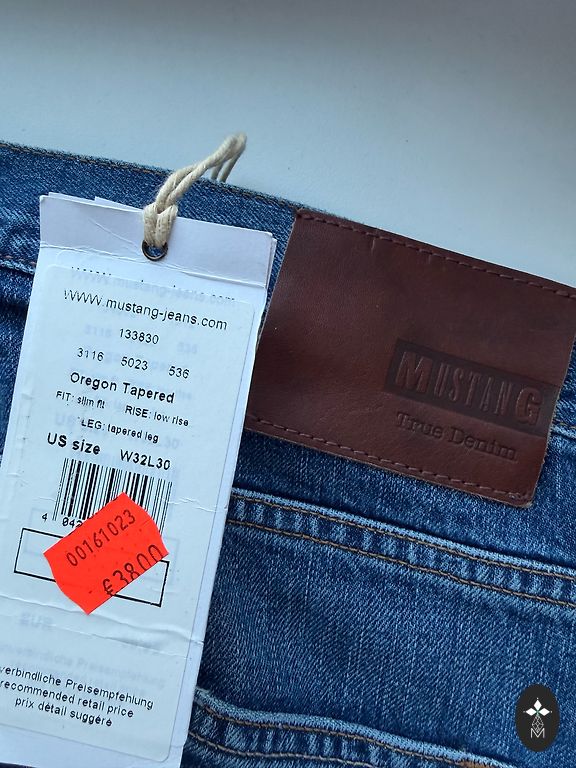 www.mustang-jeans.com
133830
3116 5023 536
Oregon Tapered
FIT: slim fit RISE: low rise
LEG: tapered leg
US size W32L30
00161023
€38.00
verbindliche Preisempfehlung
recommended retail price
prix détail suggéré
MUSTANG
True Denim
M